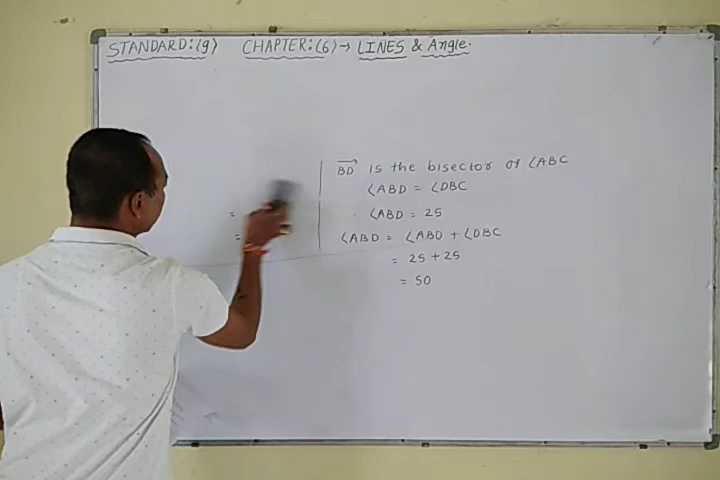 STANDARD:(9) CHAPTER:(6)→ LINES & Angle.
BD is the bisector of ∠ABC
∠ABD = ∠DBC
∠ABD = 25
∠ABD = ∠ABD + ∠DBC
= 25 + 25
= 50
=
=